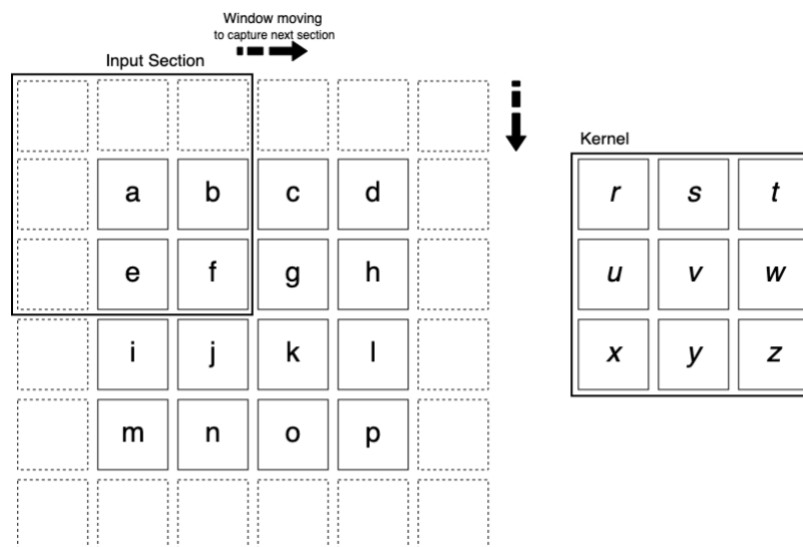 Window moving
to capture next section
Input Section
Kernel
a b c d
r s t
e f g h
u v w
i j k l
x y z
m n o p